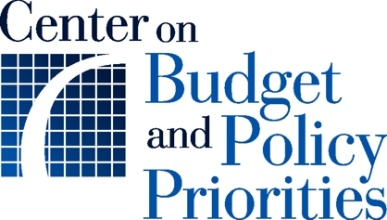 Center on
Budget
and Policy
Priorities